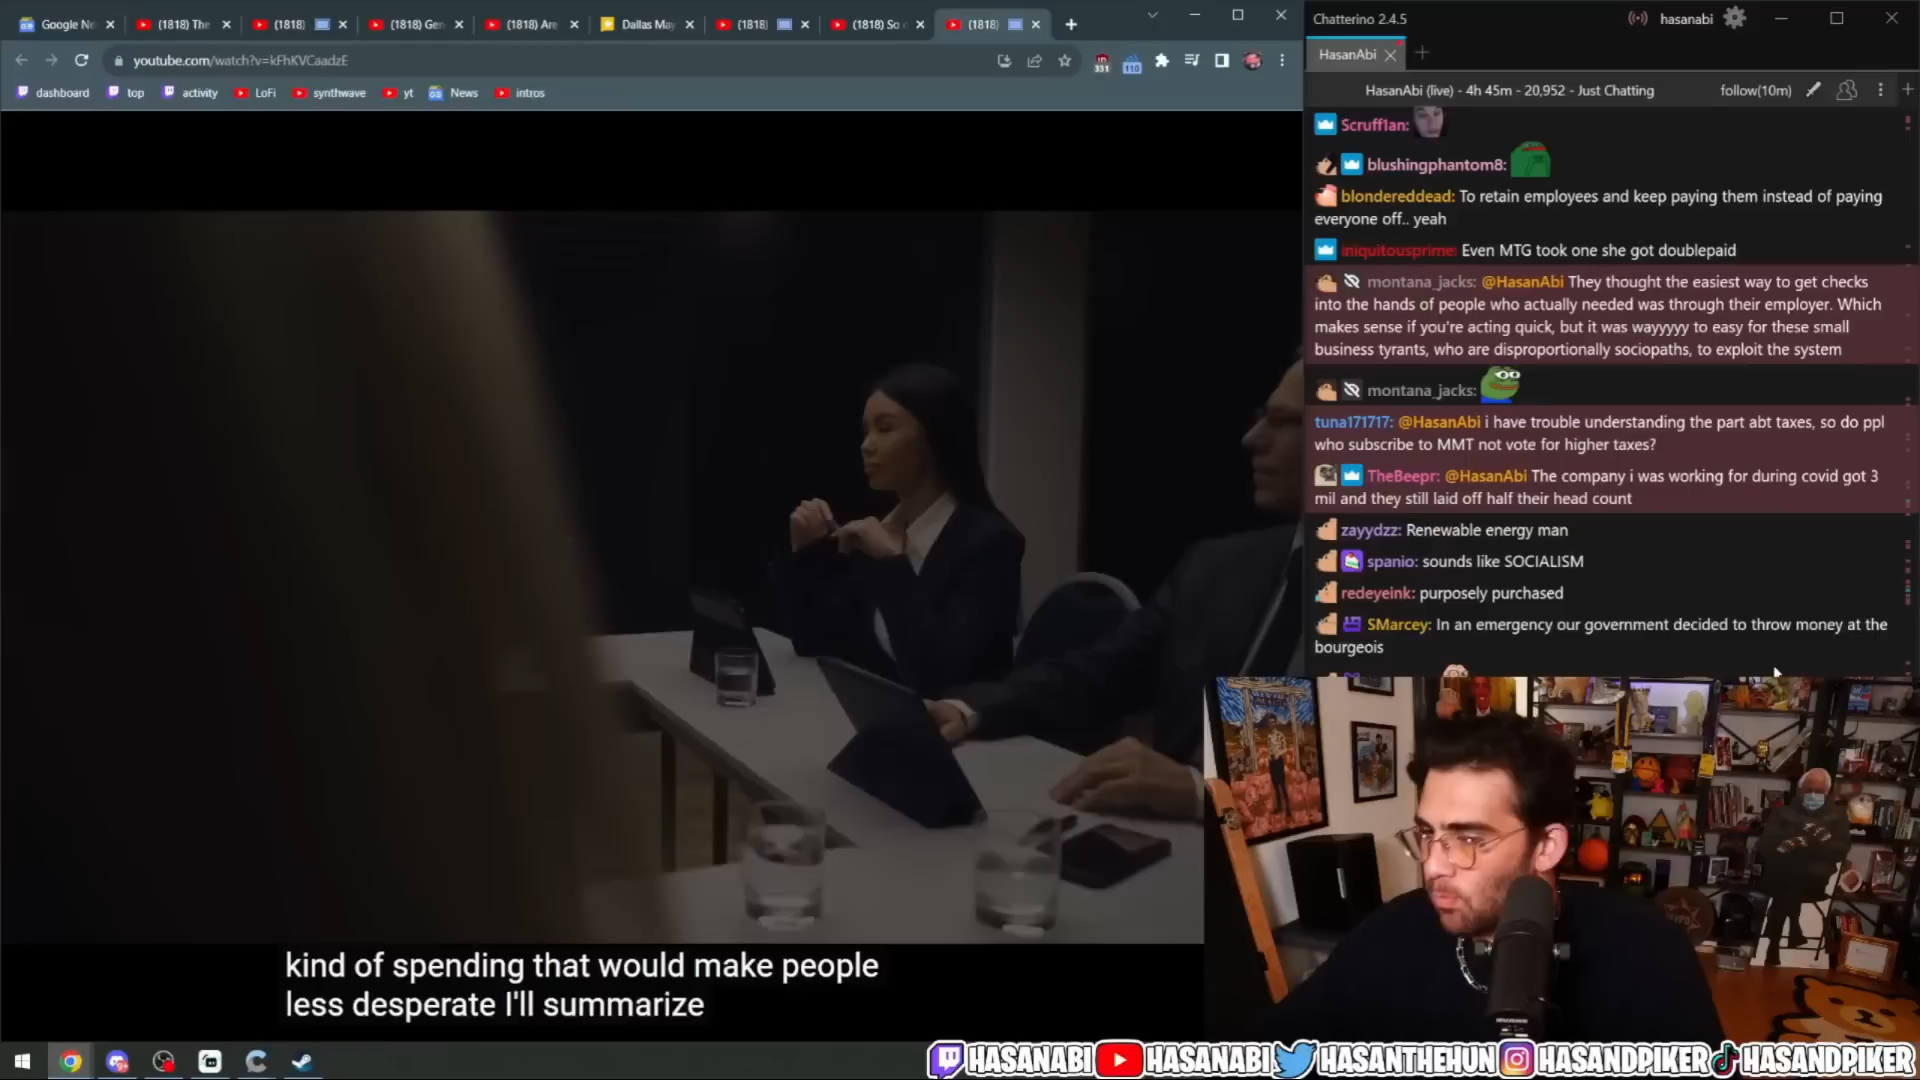 Google Ne
(1818) The
(1818)
(1818) Gen
(1818) Are
Dallas May
(1818)
(1818) So
(1818)
youtube.com/watch?v=kFhKVCaadzE
331
110
dashboard
top
activity
LoFi
synthwave
yt
News
intros
Chatterino 2.4.5
hasanabi
HasanAbi
HasanAbi (live) - 4h 45m - 20,952 - Just Chatting
follow(10m)
Scruff1an:
blushingphantom8:
blondereddead: To retain employees and keep paying them instead of paying
everyone off.. yeah
iniquitousprime: Even MTG took one she got doublepaid
montana_jacks: @HasanAbi They thought the easiest way to get checks
into the hands of people who actually needed was through their employer. Which
makes sense if you're acting quick, but it was wayyyyy to easy for these small
business tyrants, who are disproportionally sociopaths, to exploit the system
montana_jacks:
tuna171717: @HasanAbi i have trouble understanding the part abt taxes, so do ppl
who subscribe to MMT not vote for higher taxes?
TheBeepr: @HasanAbi The company i was working for during covid got 3
mil and they still laid off half their head count
zayydzz: Renewable energy man
spanio: sounds like SOCIALISM
redeyeink: purposely purchased
SMarcey: In an emergency our government decided to throw money at the
bourgeois
kind of spending that would make people
less desperate I'll summarize
HASANABI
HASANABI
HASANTHEHUN
HASANDPIKER
HASANDPIKER